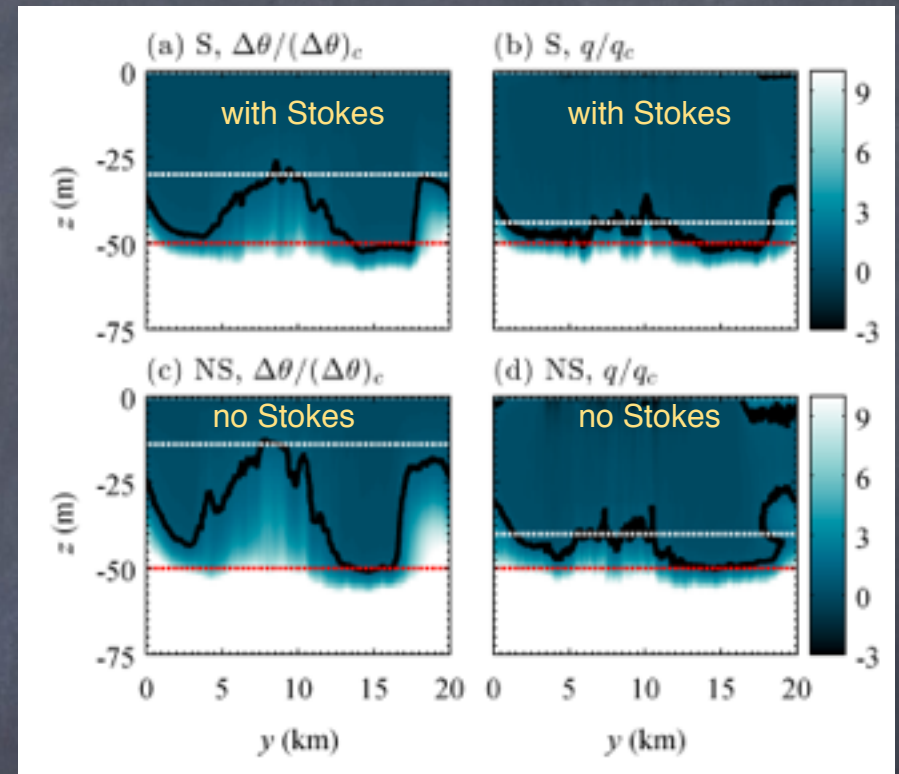 (a) S, Δθ/(Δθ)c
(b) S, q/qc
with Stokes
with Stokes
0
-25
-50
-75
z (m)
9
6
3
0
-3
(c) NS, Δθ/(Δθ)c
(d) NS, q/qc
no Stokes
no Stokes
0
-25
-50
-75
z (m)
9
6
3
0
-3
0 5 10 15 20
0 5 10 15 20
y (km)
y (km)